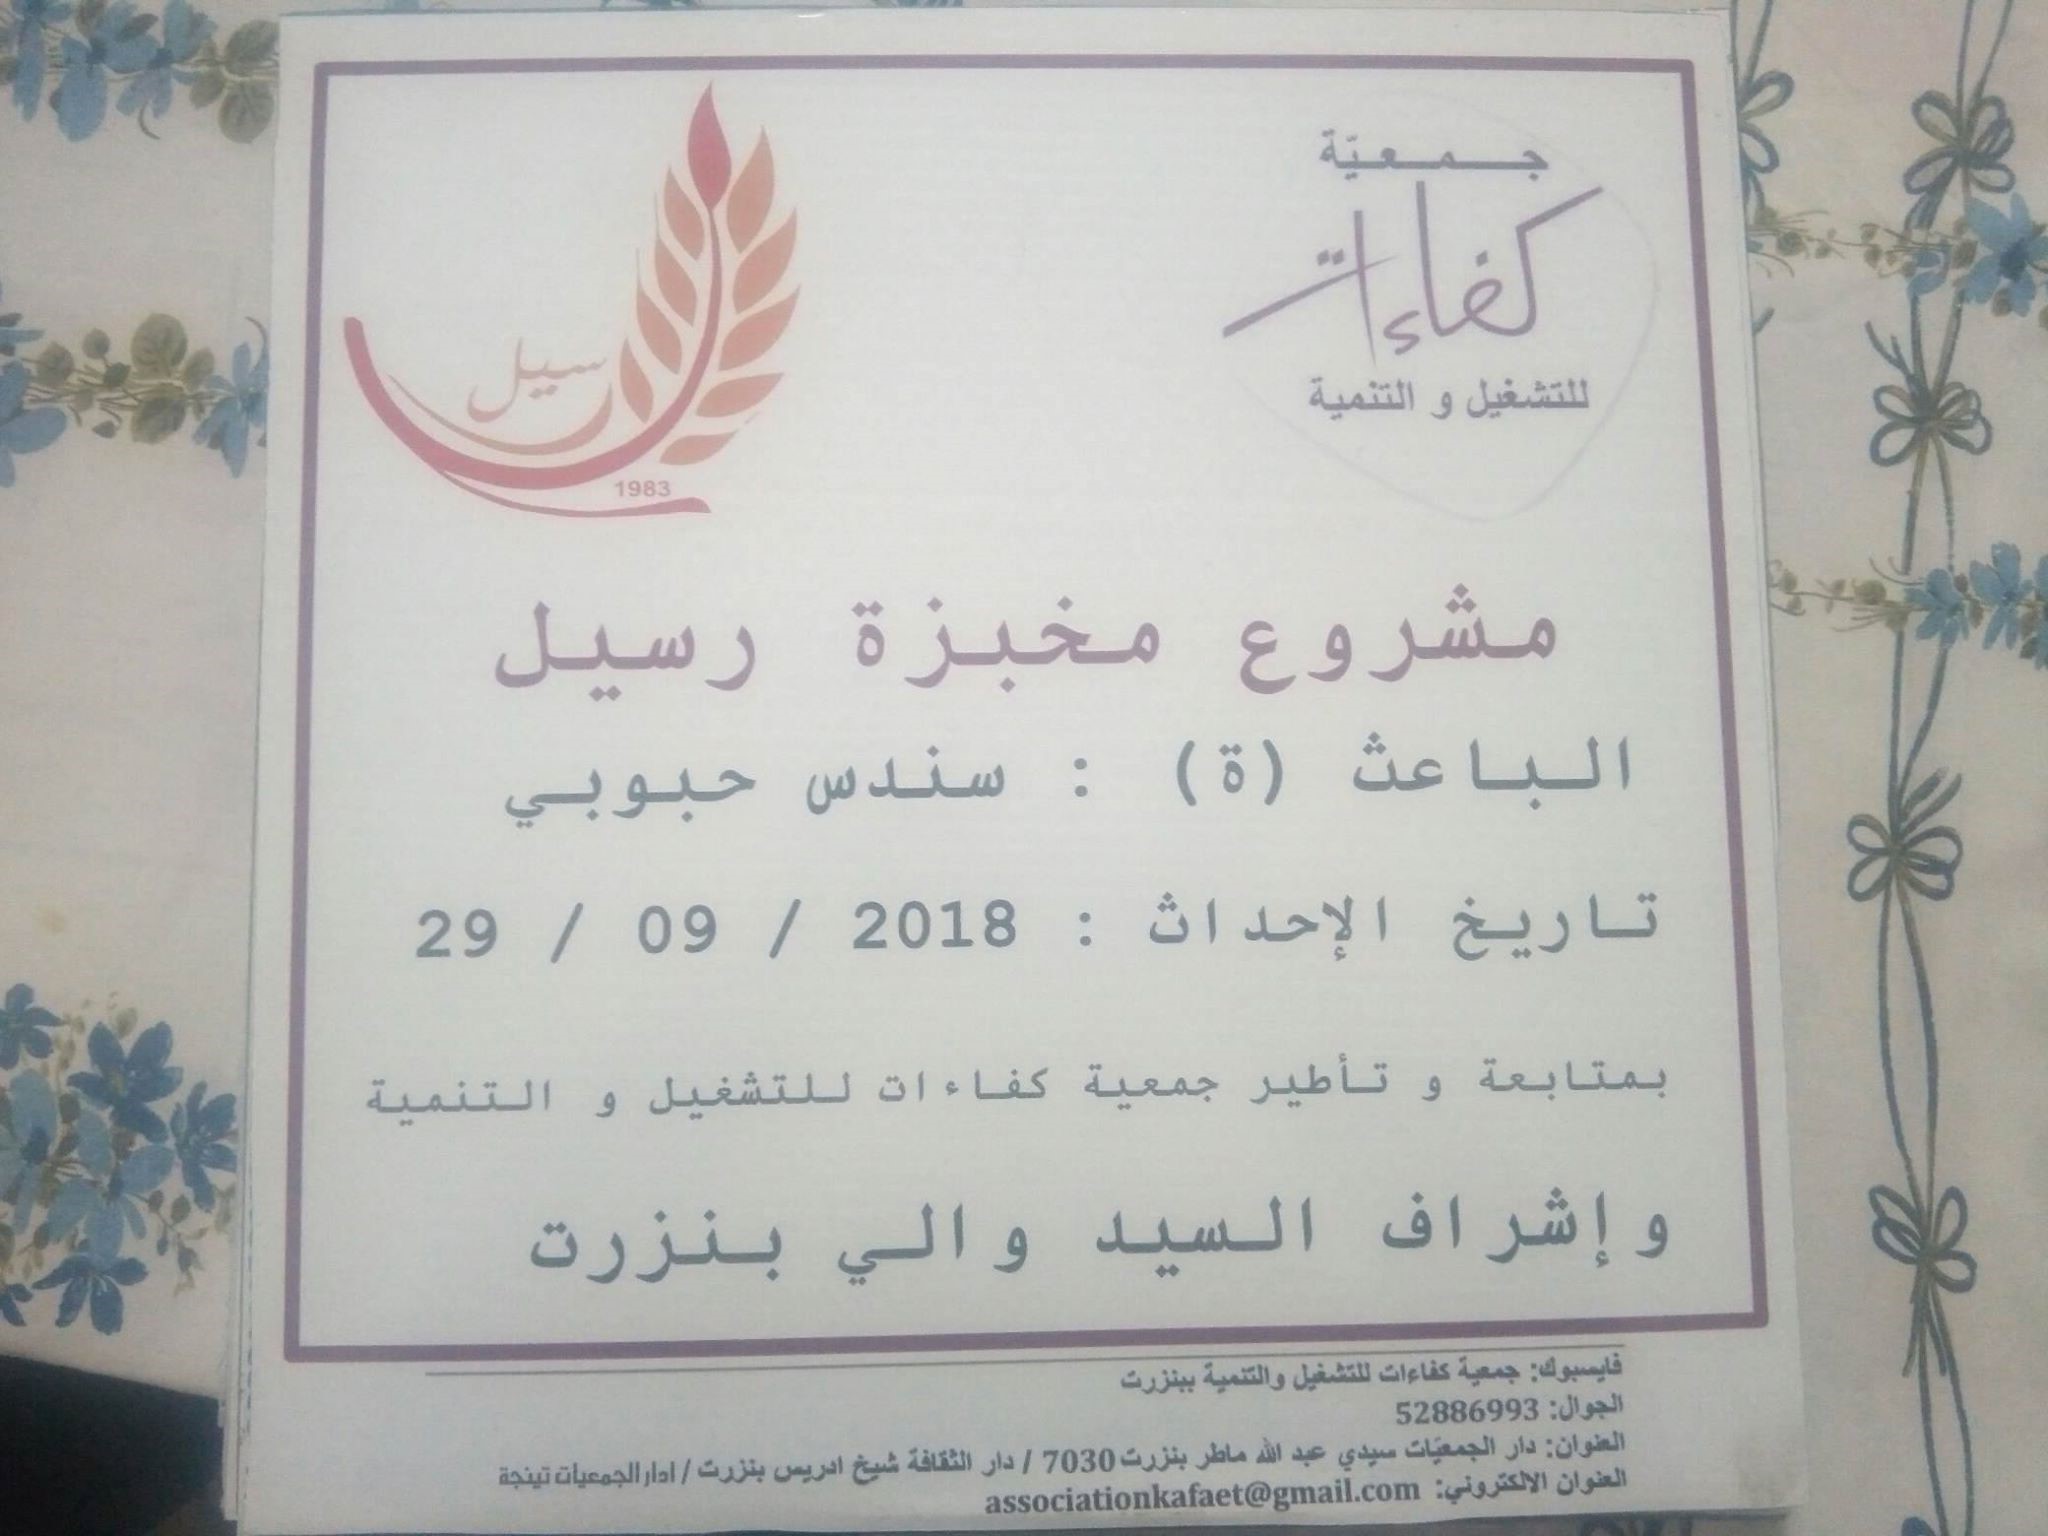 جمعيّة
كفاءات
للتشغيل و التنمية
رسيل
1983
مشروع مخبزة رسيل
الباعث (ة) : سندس حبوبي
تاريخ الإحداث : 2018 / 09 / 29
بمتابعة و تأطير جمعية كفاءات للتشغيل و التنمية
وإشراف السيد والي بنزرت
فايسبوك: جمعية كفاءات للتشغيل والتنمية ببنزرت
الجوال: 52886993
العنوان: دار الجمعيّات سيدي عبد الله ماطر بنزرت 7030 / دار الثقافة شيخ ادريس بنزرت / ادار الجمعيات تينجة
العنوان الالكتروني: associationkafaet@gmail.com